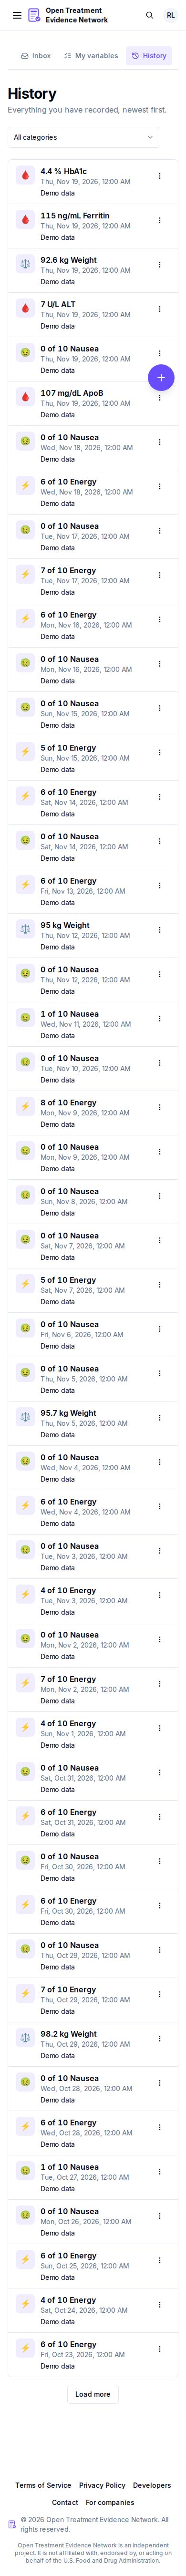 Open Treatment
Evidence Network
RL
Inbox
My variables
History
History
Everything you have recorded, newest first.
All categories
4.4 % HbA1c
Thu, Nov 19, 2026, 12:00 AM
Demo data
115 ng/mL Ferritin
Thu, Nov 19, 2026, 12:00 AM
Demo data
92.6 kg Weight
Thu, Nov 19, 2026, 12:00 AM
Demo data
7 U/L ALT
Thu, Nov 19, 2026, 12:00 AM
Demo data
0 of 10 Nausea
Thu, Nov 19, 2026, 12:00 AM
Demo data
107 mg/dL ApoB
Thu, Nov 19, 2026, 12:00 AM
Demo data
0 of 10 Nausea
Wed, Nov 18, 2026, 12:00 AM
Demo data
6 of 10 Energy
Wed, Nov 18, 2026, 12:00 AM
Demo data
0 of 10 Nausea
Tue, Nov 17, 2026, 12:00 AM
Demo data
7 of 10 Energy
Tue, Nov 17, 2026, 12:00 AM
Demo data
6 of 10 Energy
Mon, Nov 16, 2026, 12:00 AM
Demo data
0 of 10 Nausea
Mon, Nov 16, 2026, 12:00 AM
Demo data
0 of 10 Nausea
Sun, Nov 15, 2026, 12:00 AM
Demo data
5 of 10 Energy
Sun, Nov 15, 2026, 12:00 AM
Demo data
6 of 10 Energy
Sat, Nov 14, 2026, 12:00 AM
Demo data
0 of 10 Nausea
Sat, Nov 14, 2026, 12:00 AM
Demo data
6 of 10 Energy
Fri, Nov 13, 2026, 12:00 AM
Demo data
95 kg Weight
Thu, Nov 12, 2026, 12:00 AM
Demo data
0 of 10 Nausea
Thu, Nov 12, 2026, 12:00 AM
Demo data
1 of 10 Nausea
Wed, Nov 11, 2026, 12:00 AM
Demo data
0 of 10 Nausea
Tue, Nov 10, 2026, 12:00 AM
Demo data
8 of 10 Energy
Mon, Nov 9, 2026, 12:00 AM
Demo data
0 of 10 Nausea
Mon, Nov 9, 2026, 12:00 AM
Demo data
0 of 10 Nausea
Sun, Nov 8, 2026, 12:00 AM
Demo data
0 of 10 Nausea
Sat, Nov 7, 2026, 12:00 AM
Demo data
5 of 10 Energy
Sat, Nov 7, 2026, 12:00 AM
Demo data
0 of 10 Nausea
Fri, Nov 6, 2026, 12:00 AM
Demo data
0 of 10 Nausea
Thu, Nov 5, 2026, 12:00 AM
Demo data
95.7 kg Weight
Thu, Nov 5, 2026, 12:00 AM
Demo data
0 of 10 Nausea
Wed, Nov 4, 2026, 12:00 AM
Demo data
6 of 10 Energy
Wed, Nov 4, 2026, 12:00 AM
Demo data
0 of 10 Nausea
Tue, Nov 3, 2026, 12:00 AM
Demo data
4 of 10 Energy
Tue, Nov 3, 2026, 12:00 AM
Demo data
0 of 10 Nausea
Mon, Nov 2, 2026, 12:00 AM
Demo data
7 of 10 Energy
Mon, Nov 2, 2026, 12:00 AM
Demo data
4 of 10 Energy
Sun, Nov 1, 2026, 12:00 AM
Demo data
0 of 10 Nausea
Sat, Oct 31, 2026, 12:00 AM
Demo data
6 of 10 Energy
Sat, Oct 31, 2026, 12:00 AM
Demo data
0 of 10 Nausea
Fri, Oct 30, 2026, 12:00 AM
Demo data
6 of 10 Energy
Fri, Oct 30, 2026, 12:00 AM
Demo data
0 of 10 Nausea
Thu, Oct 29, 2026, 12:00 AM
Demo data
7 of 10 Energy
Thu, Oct 29, 2026, 12:00 AM
Demo data
98.2 kg Weight
Thu, Oct 29, 2026, 12:00 AM
Demo data
0 of 10 Nausea
Wed, Oct 28, 2026, 12:00 AM
Demo data
6 of 10 Energy
Wed, Oct 28, 2026, 12:00 AM
Demo data
1 of 10 Nausea
Tue, Oct 27, 2026, 12:00 AM
Demo data
0 of 10 Nausea
Mon, Oct 26, 2026, 12:00 AM
Demo data
6 of 10 Energy
Sun, Oct 25, 2026, 12:00 AM
Demo data
4 of 10 Energy
Sat, Oct 24, 2026, 12:00 AM
Demo data
6 of 10 Energy
Fri, Oct 23, 2026, 12:00 AM
Demo data
Load more
Terms of Service Privacy Policy Developers
Contact For companies
© 2026 Open Treatment Evidence Network. All
rights reserved.
Open Treatment Evidence Network is an independent
project. It is not affiliated with, endorsed by, or acting on
behalf of the U.S. Food and Drug Administration.